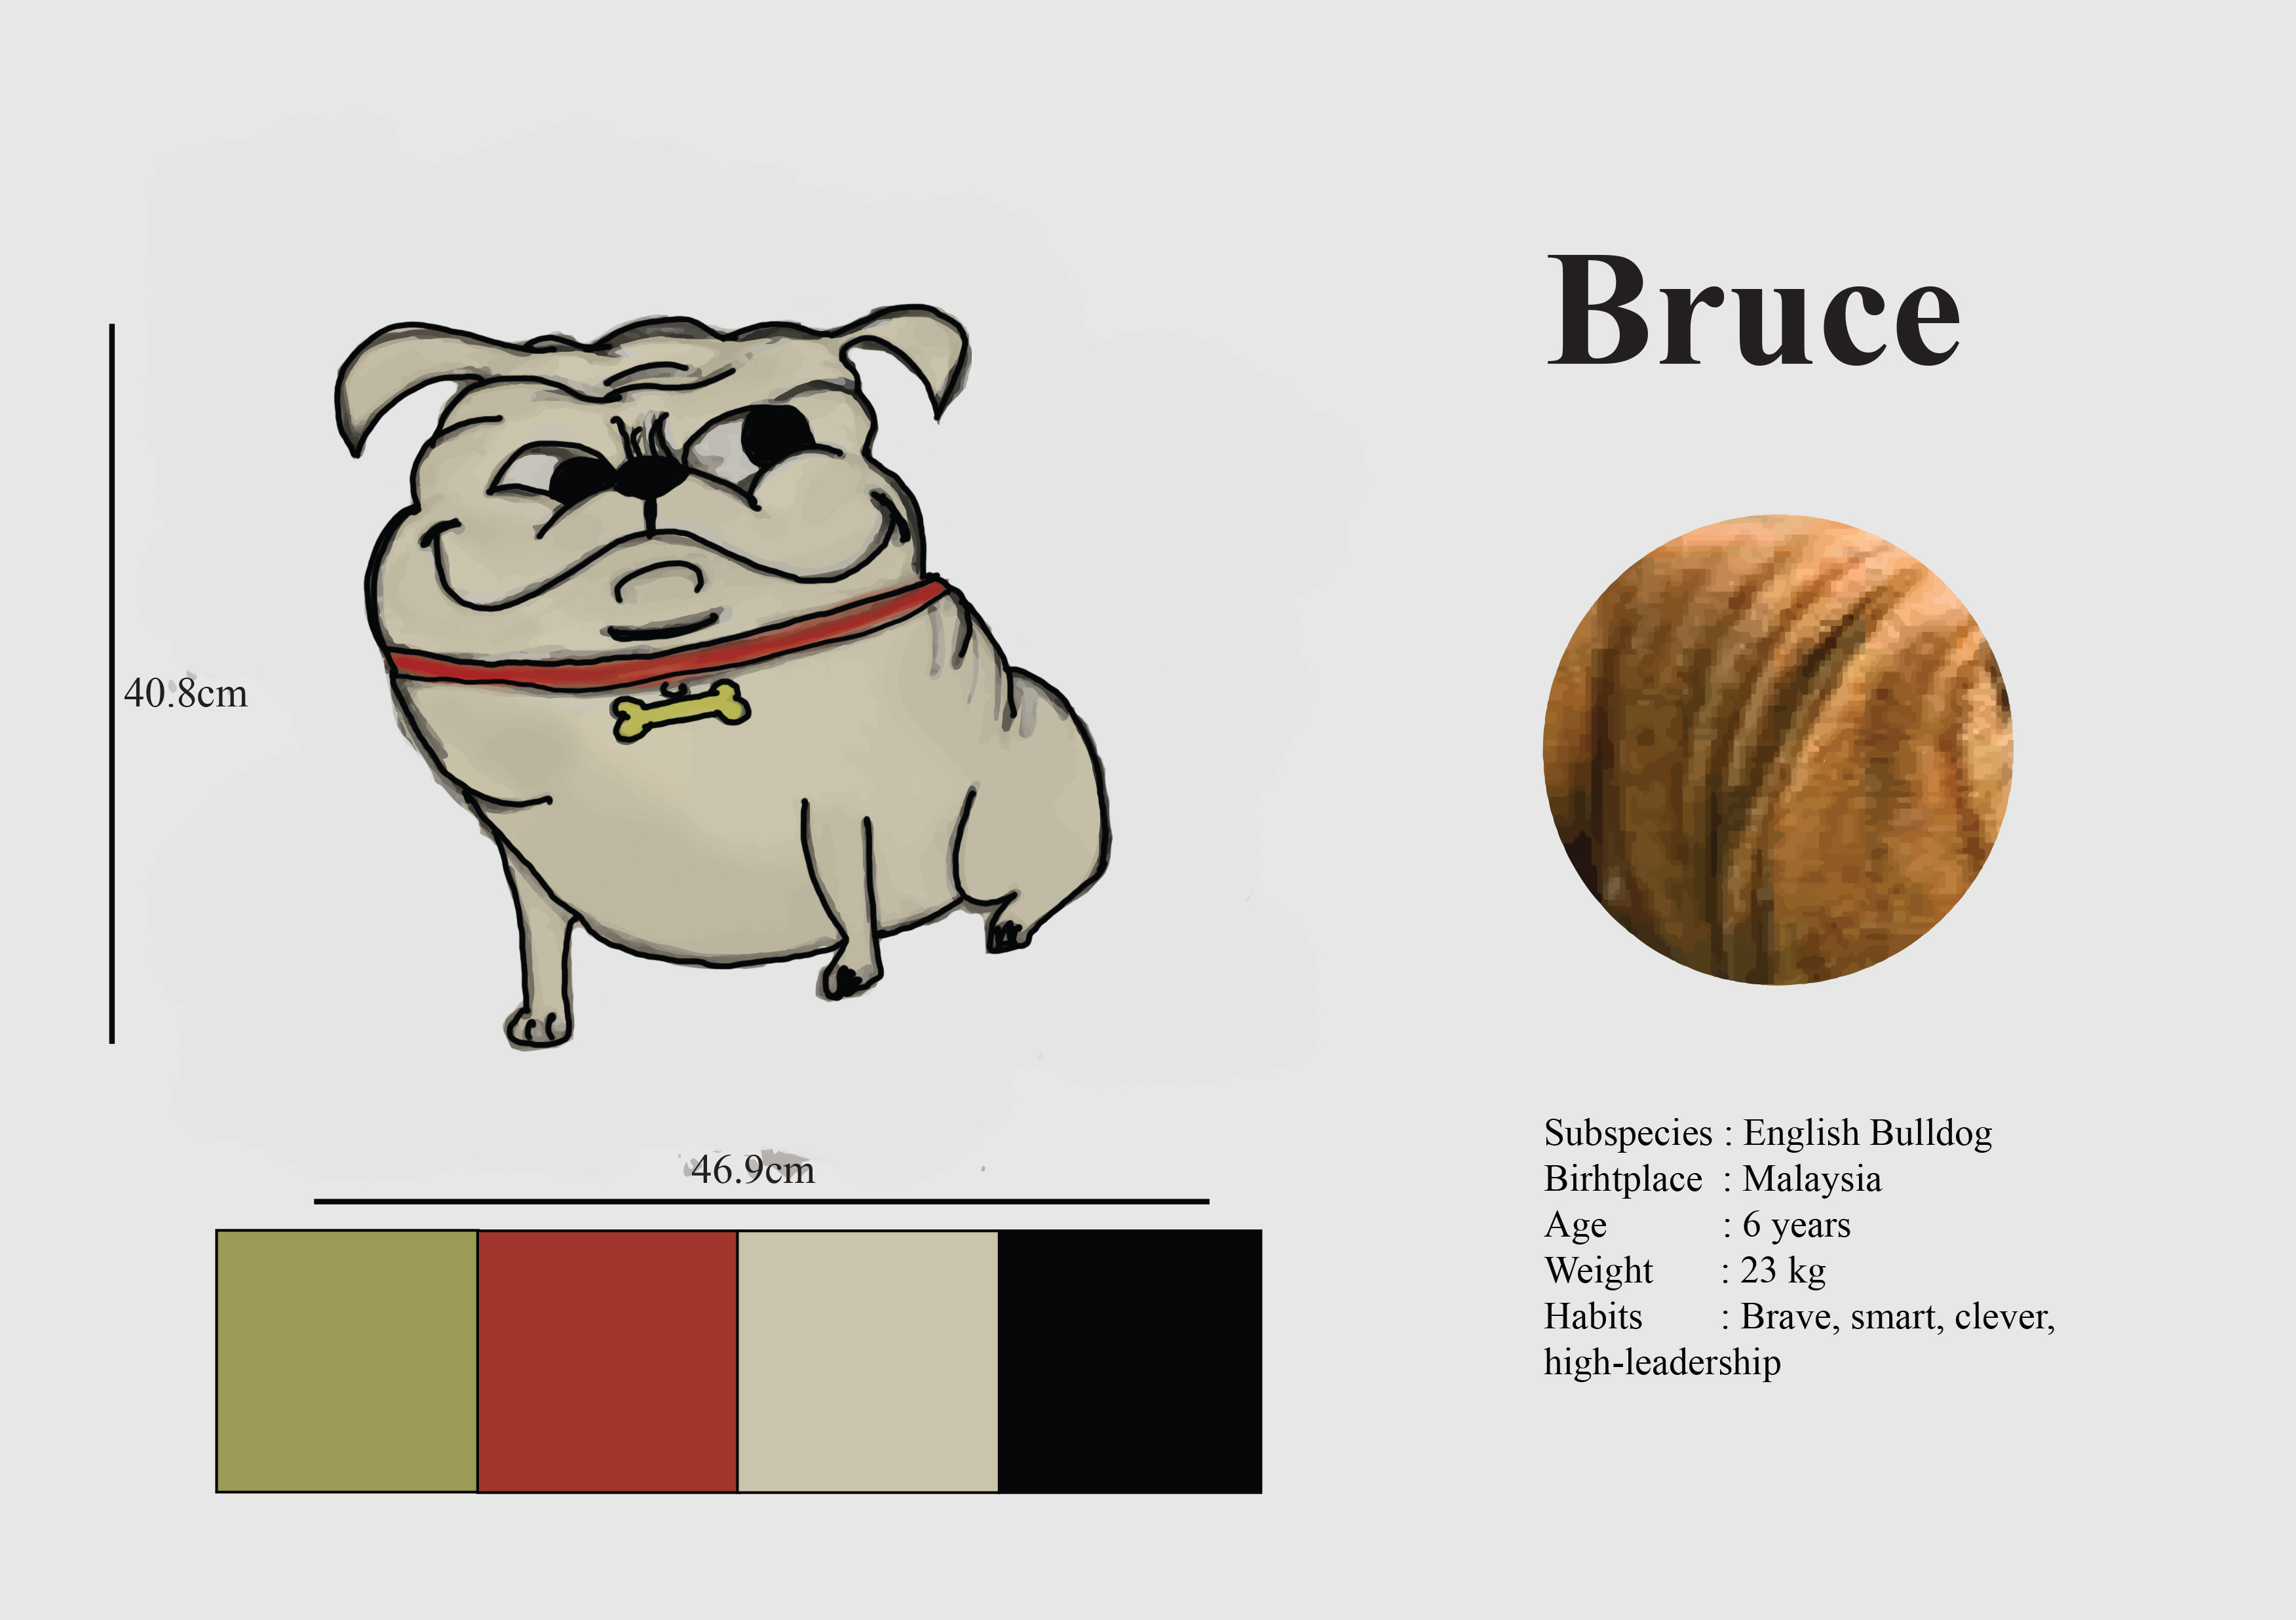 Bruce
40.8cm
46.9cm
Subspecies : English Bulldog
Birhtplace : Malaysia
Age : 6 years
Weight : 23 kg
Habits : Brave, smart, clever,
high-leadership